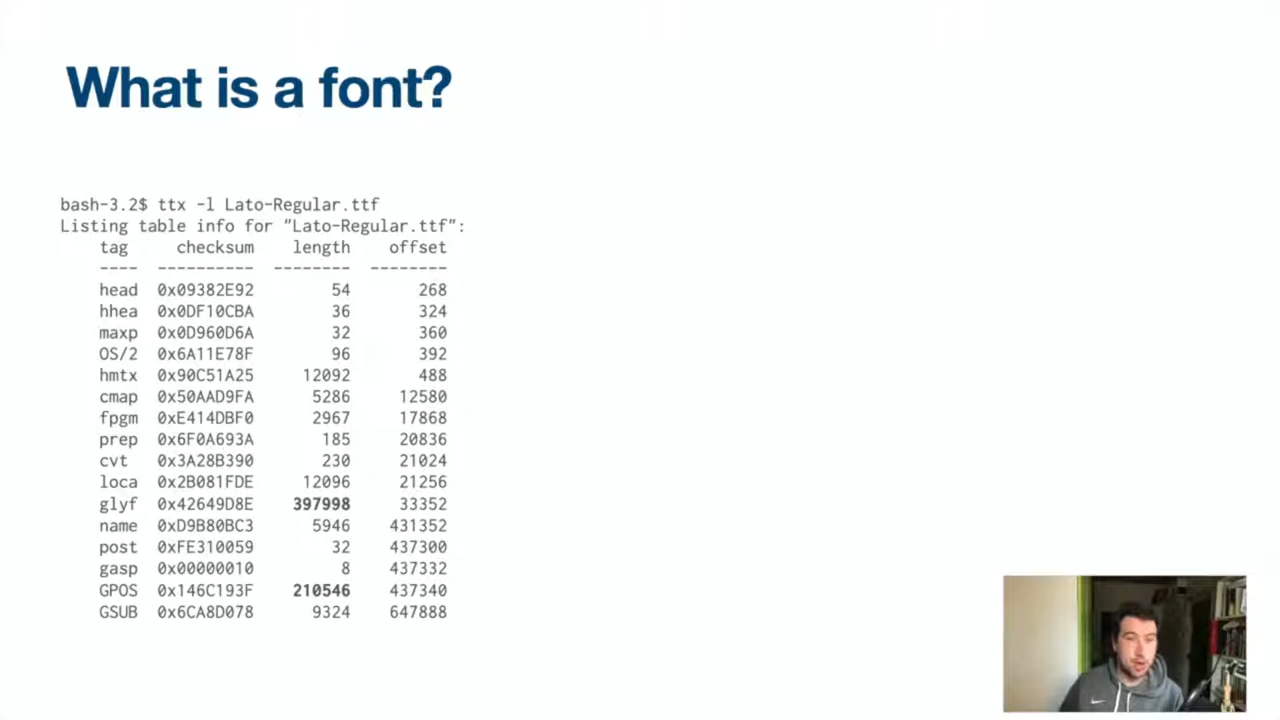 What is a font?
bash-3.2$ ttx -l Lato-Regular.ttf
Listing table info for "Lato-Regular.ttf":
tag checksum length offset
---- ---------- -------- --------
head 0x09382E92 54 268
hhea 0x0DF10CBA 36 324
maxp 0x0D960D6A 32 360
OS/2 0x6A11E78F 96 392
hmtx 0x90C51A25 12092 488
cmap 0x50AAD9FA 5286 12580
fpgm 0xE414DBF0 2967 17868
prep 0x6F0A693A 185 20836
cvt 0x3A28B390 230 21024
loca 0x2B081FDE 12096 21256
glyf 0x42649D8E 397998 33352
name 0xD9B80BC3 5946 431352
post 0xFE310059 32 437300
gasp 0x00000010 8 437332
GPOS 0x146C193F 210546 437340
GSUB 0x6CA8D078 9324 647888